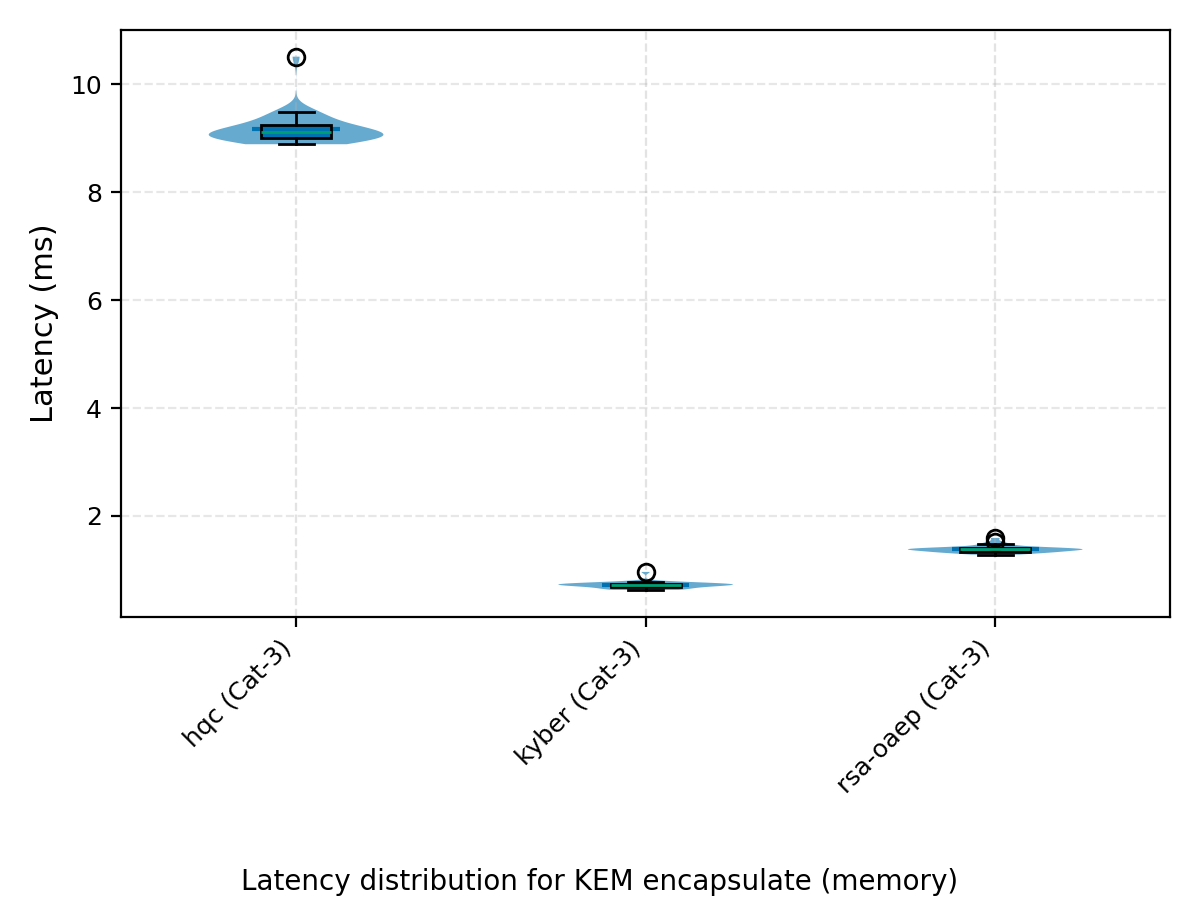 10
8
6
4
2
Latency (ms)
hqc (Cat-3)
kyber (Cat-3)
rsa-oaep (Cat-3)
Latency distribution for KEM encapsulate (memory)